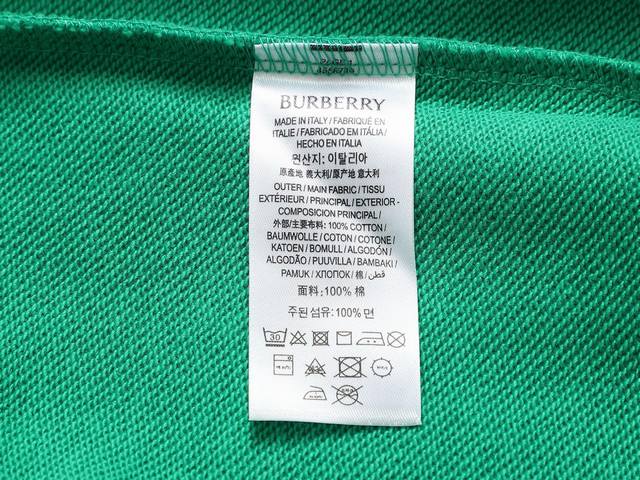 BURBERRY
MADE IN ITALY / FABRIQUÉ EN
ITALIE / FABRICADO EM ITÁLIA /
HECHO EN ITALIA
원산지: 이탈리아
原產地 義大利/原产地 意大利
OUTER / MAIN FABRIC / TISSU
EXTÉRIEUR / PRINCIPAL / EXTERIOR -
COMPOSICIÓN PRINCIPAL /
外部/主要布料: 100% COTTON /
BAUMWOLLE / COTON / COTONE /
KATOEN / BOMULL / ALGODÓN /
ALGODÃO / PUUVILLA / BAMBAKI /
PAMUK / ХЛОПОК / 棉 / قطن
面料: 100% 棉
주된 섬유: 100% 면
30